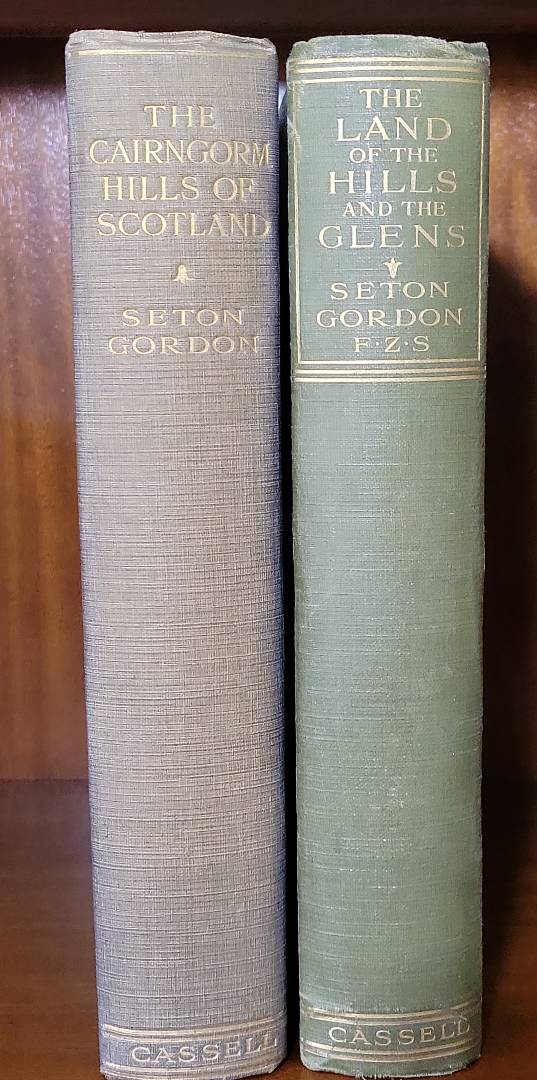 THE
CAIRNGORM
HILLS OF
SCOTLAND
SETON
GORDON
CASSELL
THE
LAND
OF THE
HILLS
AND THE
GLENS
SETON
GORDON
F·Z·S
CASSELL